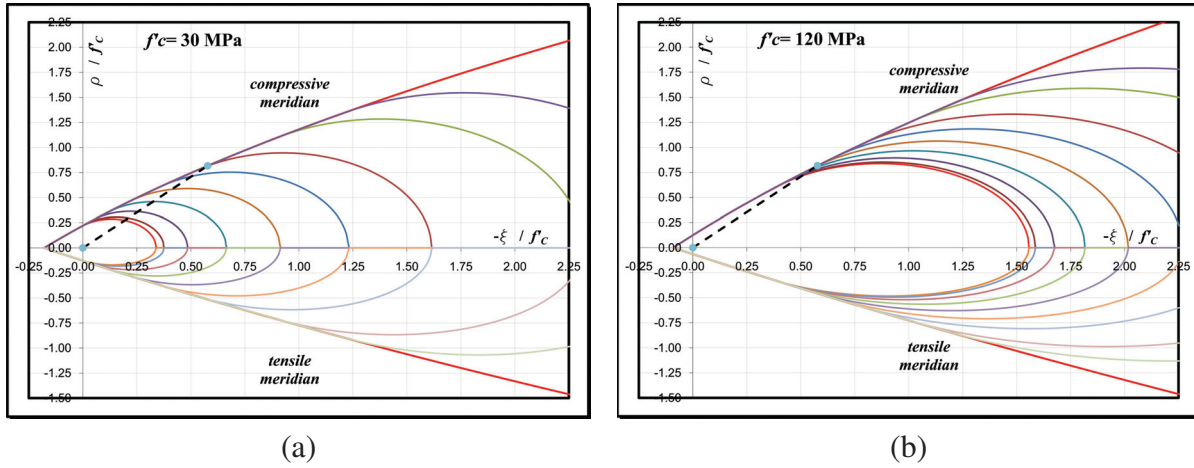 2.25
2.00
1.75
1.50
1.25
1.00
0.75
0.50
0.25
0.00
-0.25
-0.50
-0.75
-1.00
-1.25
-1.50
ρ / f'C
f'c= 30 MPa
compressive
meridian
-ξ / f'C
-0.25 0.00 0.25 0.50 0.75 1.00 1.25 1.50 1.75 2.00 2.25
tensile
meridian
(a)
2.25
2.00
1.75
1.50
1.25
1.00
0.75
0.50
0.25
0.00
-0.25
-0.50
-0.75
-1.00
-1.25
-1.50
ρ / f'C
f'c= 120 MPa
compressive
meridian
-ξ / f'C
-0.25 0.00 0.25 0.50 0.75 1.00 1.25 1.50 1.75 2.00 2.25
tensile
meridian
(b)